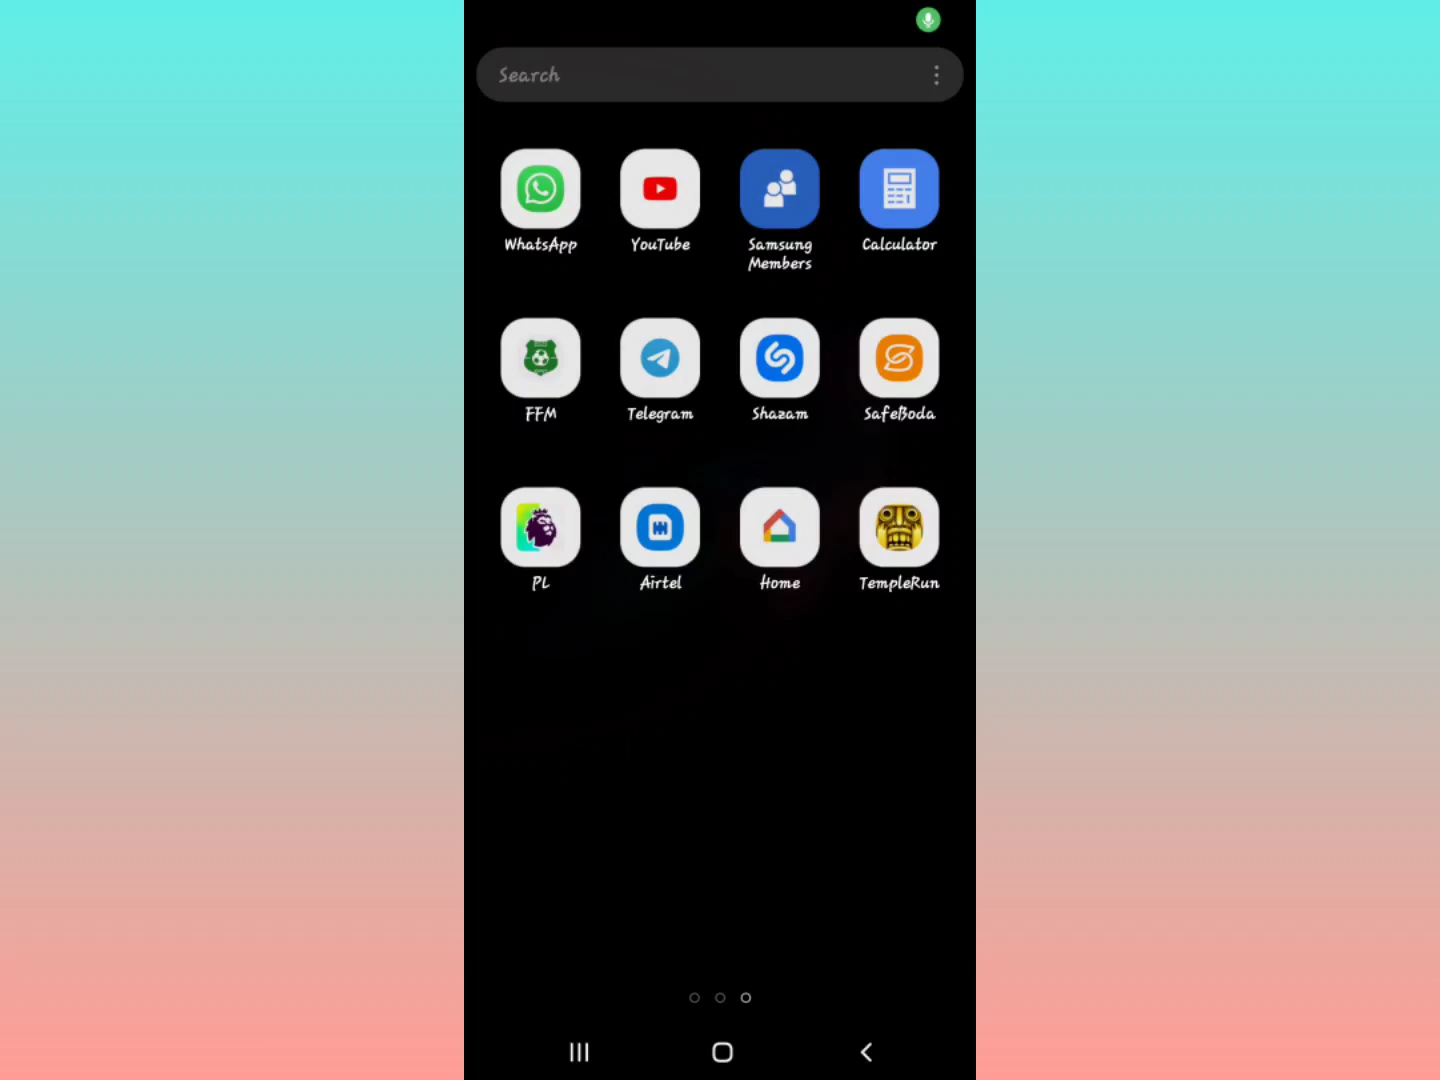 Search
WhatsApp
YouTube
Samsung
Members
Calculator
FFM
Telegram
Shazam
SafeBoda
PL
Airtel
Home
TempleRun